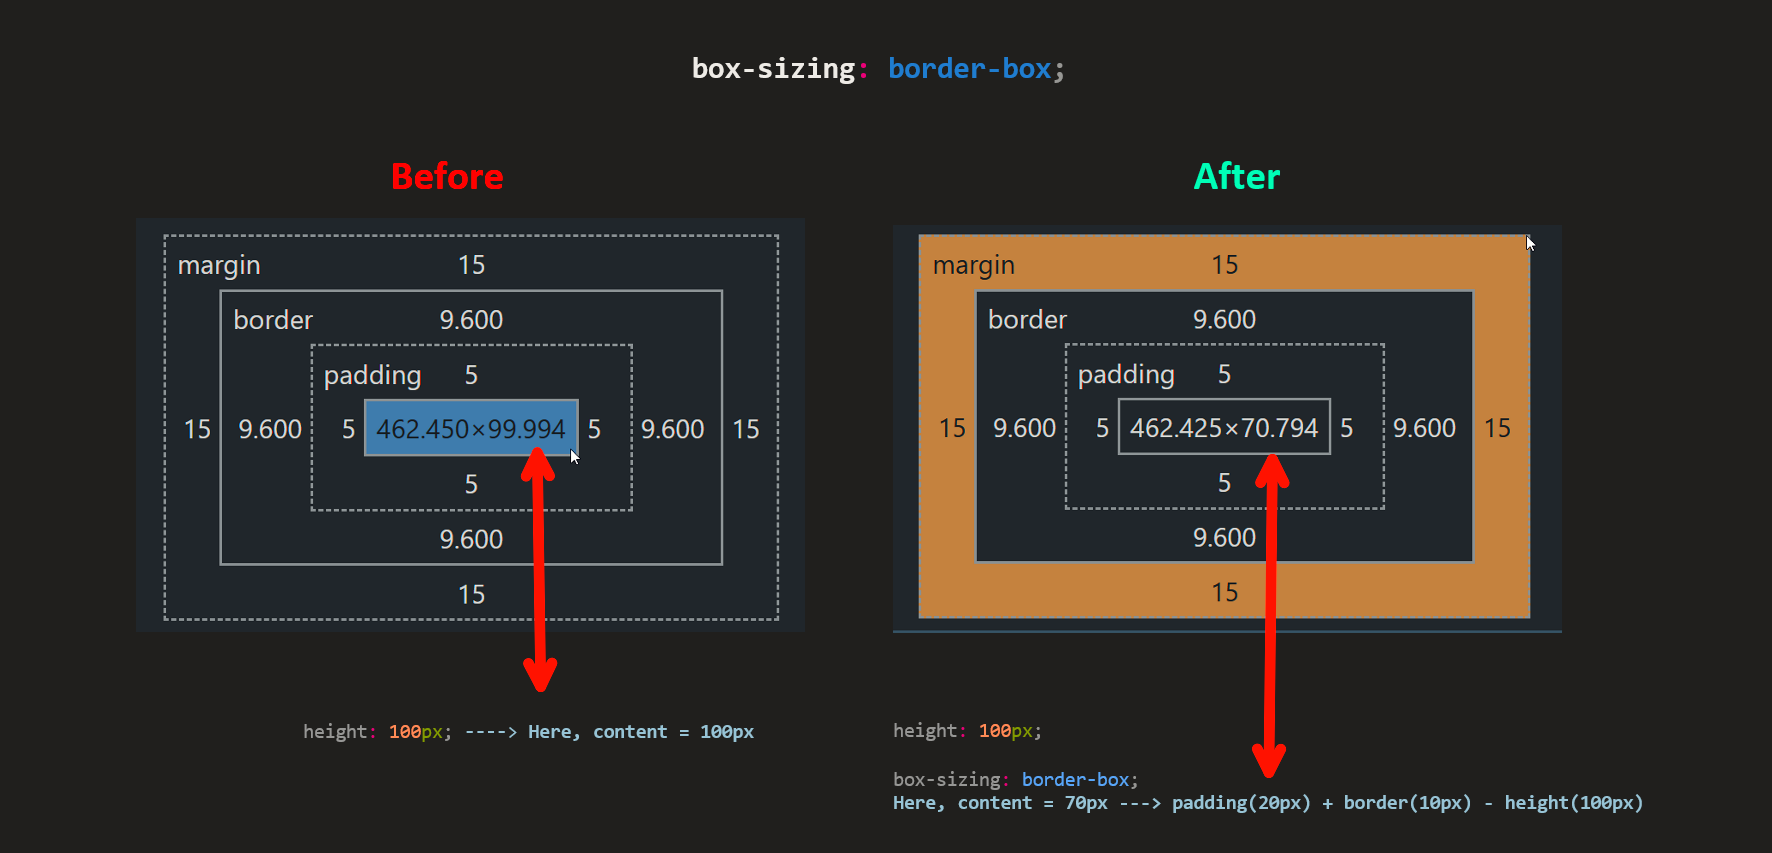 box-sizing: border-box;
Before
After
margin 15
border 9.600
padding 5
15 9.600 5 462.450×99.994 5 9.600 15
5
9.600
15
margin 15
border 9.600
padding 5
15 9.600 5 462.425×70.794 5 9.600 15
5
9.600
15
height: 100px; ----> Here, content = 100px
height: 100px;
box-sizing: border-box;
Here, content = 70px ---> padding(20px) + border(10px) - height(100px)